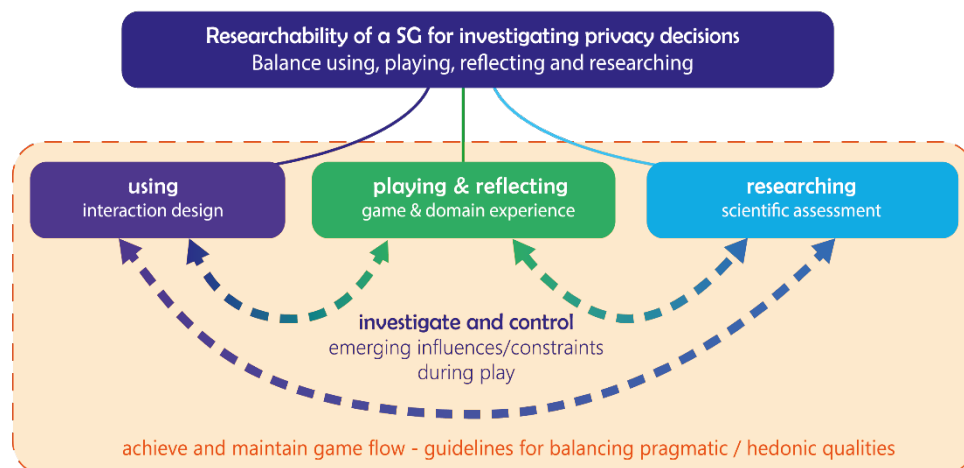 Researchability of a SG for investigating privacy decisions
Balance using, playing, reflecting and researching
using
interaction design
playing & reflecting
game & domain experience
researching
scientific assessment
investigate and control
emerging influences/constraints
during play
achieve and maintain game flow - guidelines for balancing pragmatic / hedonic qualities